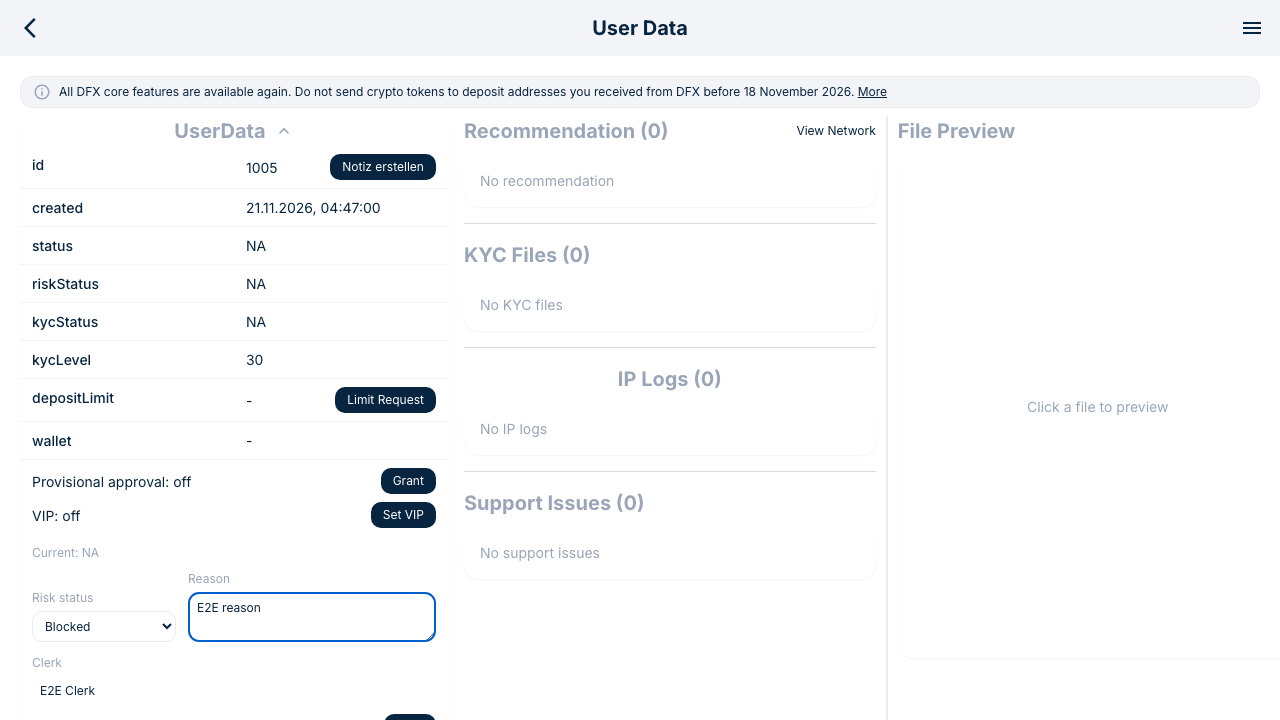 User Data
All DFX core features are available again. Do not send crypto tokens to deposit addresses you received from DFX before 18 November 2026. More
UserData
id
1005
Notiz erstellen
created
21.11.2026, 04:47:00
status
NA
riskStatus
NA
kycStatus
NA
kycLevel
30
depositLimit
-
Limit Request
wallet
-
Provisional approval: off
Grant
VIP: off
Set VIP
Current: NA
Risk status
Blocked
Reason
E2E reason
Clerk
E2E Clerk
Recommendation (0)
View Network
No recommendation
KYC Files (0)
No KYC files
IP Logs (0)
No IP logs
Support Issues (0)
No support issues
File Preview
Click a file to preview